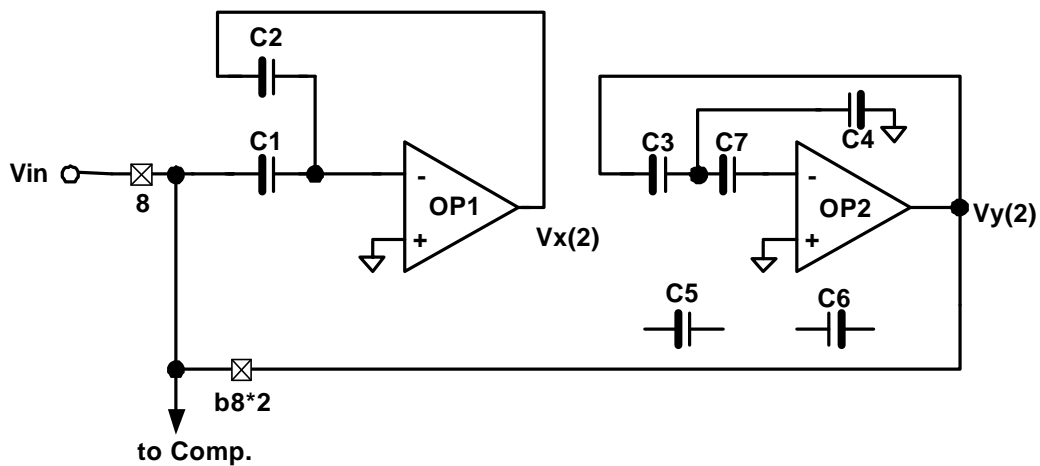 C2
C1
C3
C7
C4
Vin
8
-
OP1
+
Vx(2)
-
OP2
+
Vy(2)
C5
C6
b8*2
to Comp.